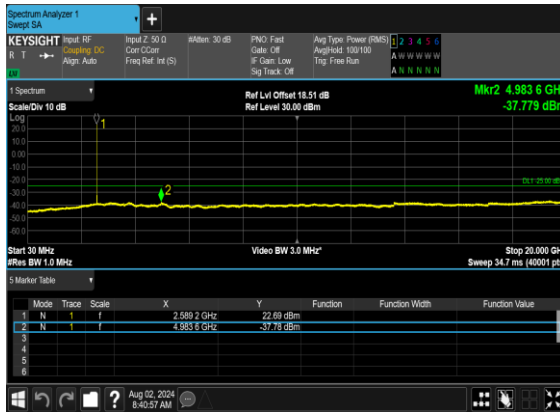 Spectrum Analyzer 1
Swept SA
+
KEYSIGHT Input: RF Input Z: 50 Ω #Atten: 30 dB PNO: Fast Avg Type: Power (RMS) 1 2 3 4 5 6
R T Coupling: DC Corr CCorr Gate: Off Avg|Hold: 100/100 A W W W W W
Align: Auto Freq Ref: Int (S) IF Gain: Low Trig: Free Run
Sig Track: Off A N N N N N
1 Spectrum
Scale/Div 10 dB
Ref Lvl Offset 18.51 dB
Ref Level 30.00 dBm
Mkr2 4.983 6 GH
-37.779 dBm
Log
20.0
10.0
0.00
-10.0
-20.0
-30.0
-40.0
-50.0
-60.0
1
2
DL1 -25.00 dB
Start 30 MHz Video BW 3.0 MHz* Stop 20.000 GH
#Res BW 1.0 MHz Sweep 34.7 ms (40001 pt
5 Marker Table
Mode Trace Scale X Y Function Function Width Function Value
1 N 1 f 2.589 2 GHz 22.69 dBm
2 N 1 f 4.983 6 GHz -37.78 dBm
3
4
5
6
? Aug 02, 2024
8:40:57 AM